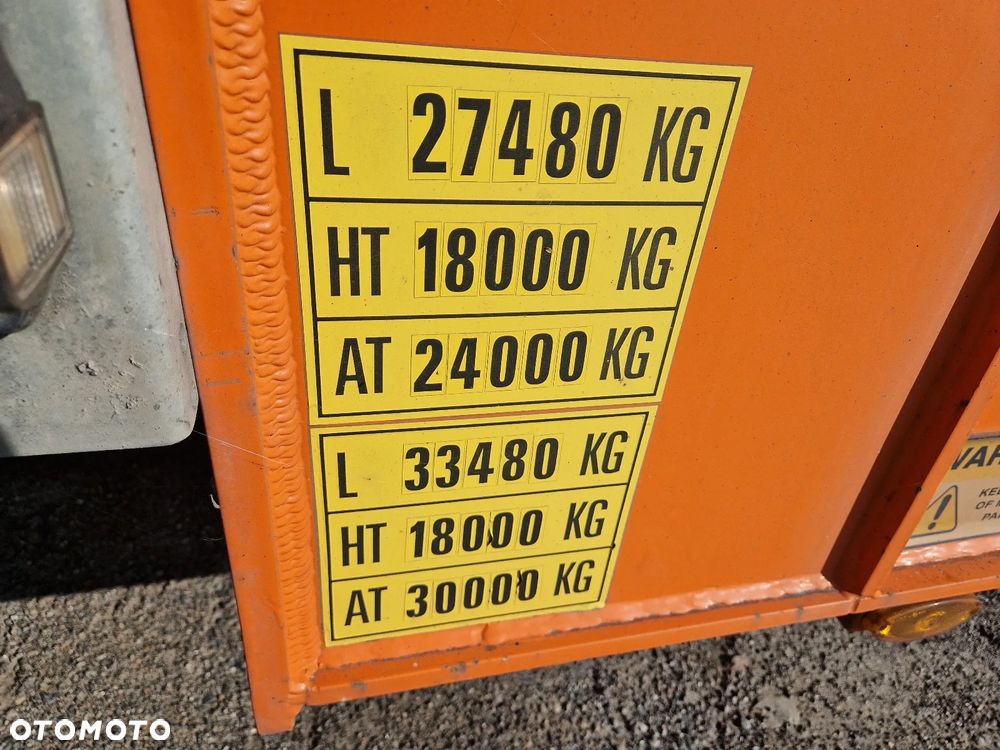 L 27480 KG
HT 18000 KG
AT 24000 KG
L 33480 KG
HT 18000 KG
AT 30000 KG
OTOMOTO